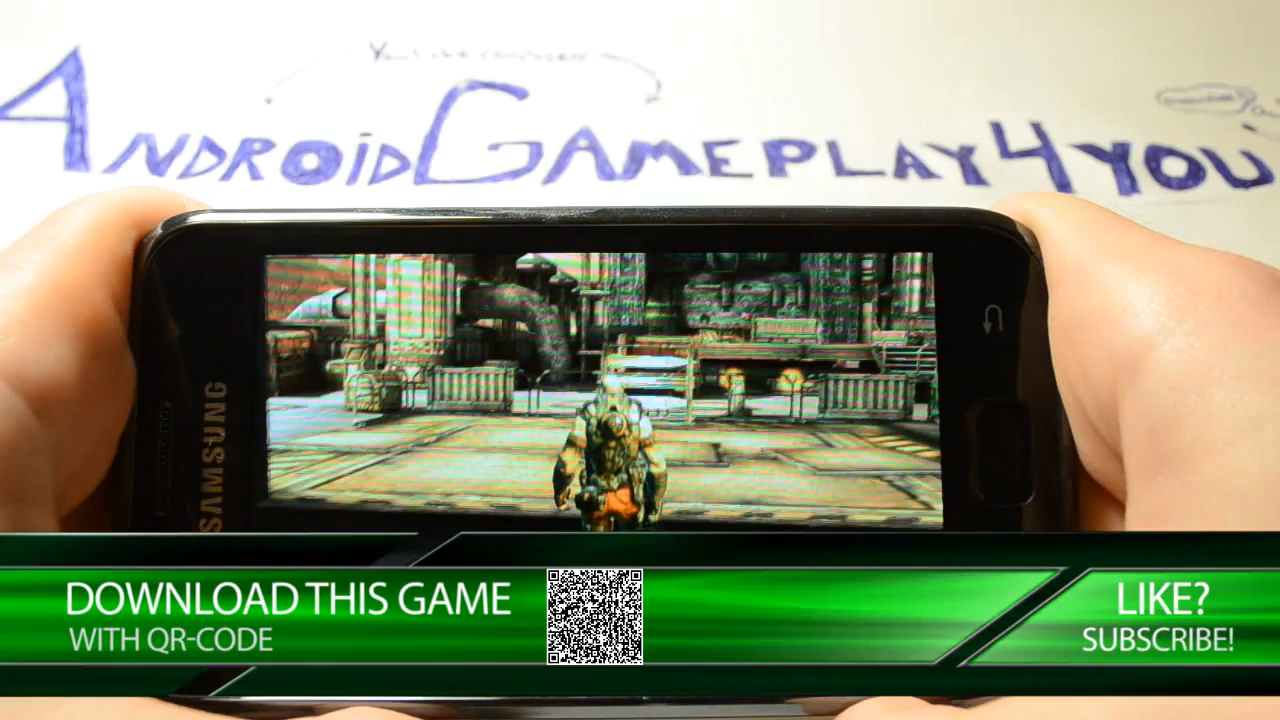 AndroidGameplay4you
SAMSUNG
DOWNLOAD THIS GAME
WITH QR-CODE
LIKE?
SUBSCRIBE!